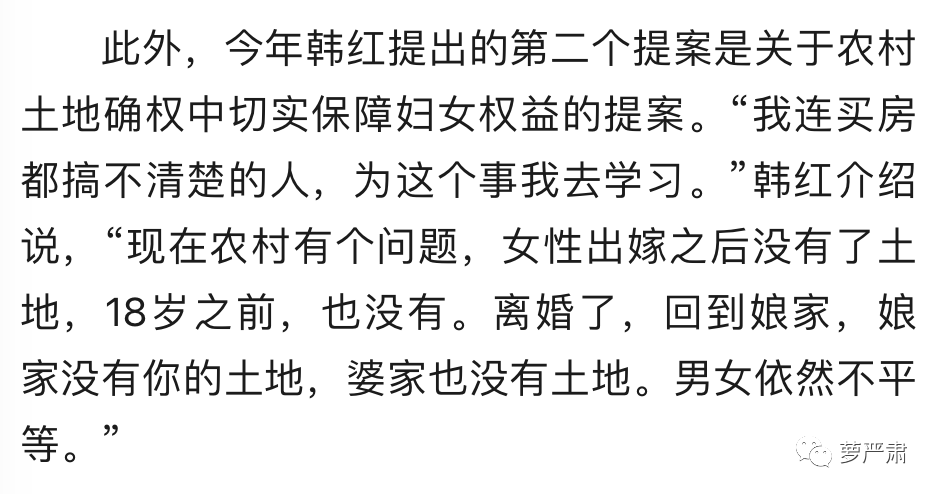 此外，今年韩红提出的第二个提案是关于农村
土地确权中切实保障妇女权益的提案。“我连买房
都搞不清楚的人，为这个事我去学习。”韩红介绍
说，“现在农村有个问题，女性出嫁之后没有了土
地，18岁之前，也没有。离婚了，回到娘家，娘
家没有你的土地，婆家也没有土地。男女依然不平
等。”
萝严肃